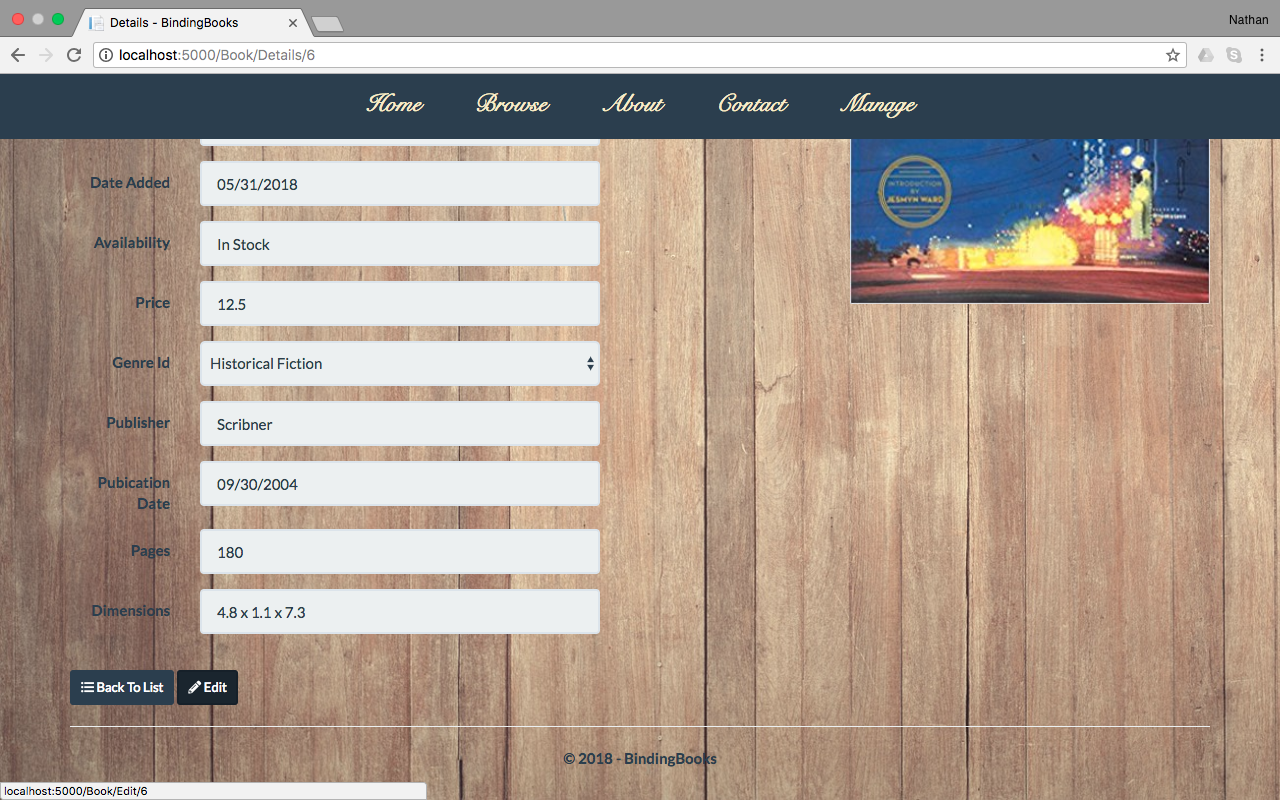 Details - BindingBooks
Nathan
localhost:5000/Book/Details/6
Home Browse About Contact Manage
Date Added 05/31/2018
INTRODUCTION
BY
JESMYN WARD
Availability In Stock
Price 12.5
Genre Id Historical Fiction
Publisher Scribner
Pubication
Date 09/30/2004
Pages 180
Dimensions 4.8 x 1.1 x 7.3
Back To List Edit
© 2018 - BindingBooks
localhost:5000/Book/Edit/6